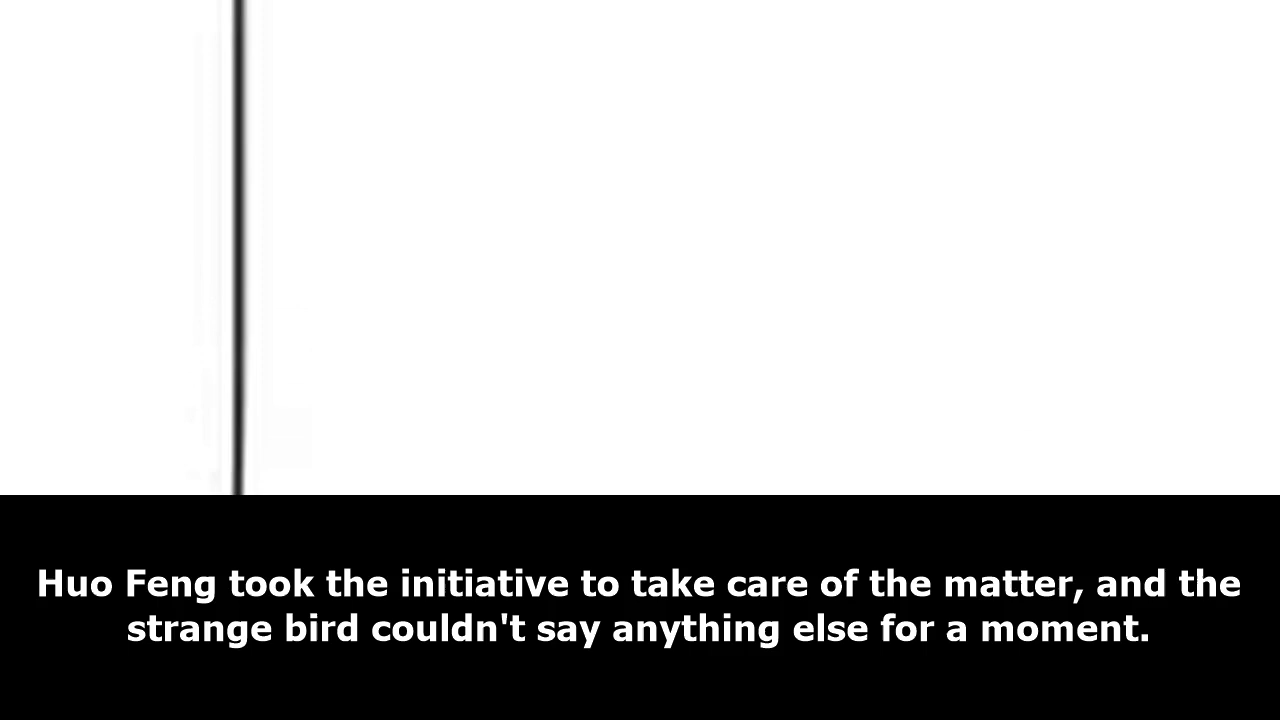 Huo Feng took the initiative to take care of the matter, and the
strange bird couldn't say anything else for a moment.